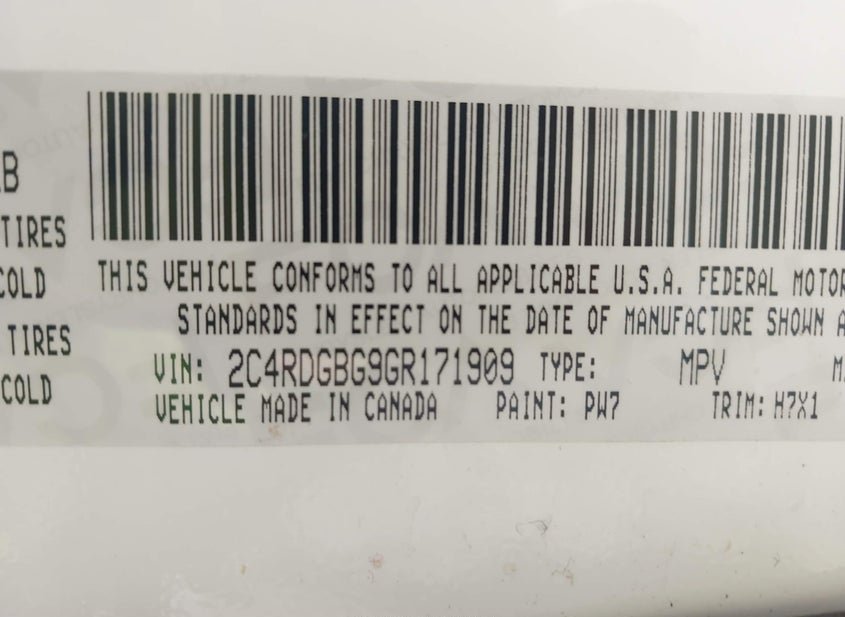 B
TIRES
COLD
TIRES
COLD
THIS VEHICLE CONFORMS TO ALL APPLICABLE U.S.A. FEDERAL MOTOR
STANDARDS IN EFFECT ON THE DATE OF MANUFACTURE SHOWN A
VIN: 2C4RDGBG9GR171909 TYPE: MPV M
VEHICLE MADE IN CANADA PAINT: PW7 TRIM: H7X1